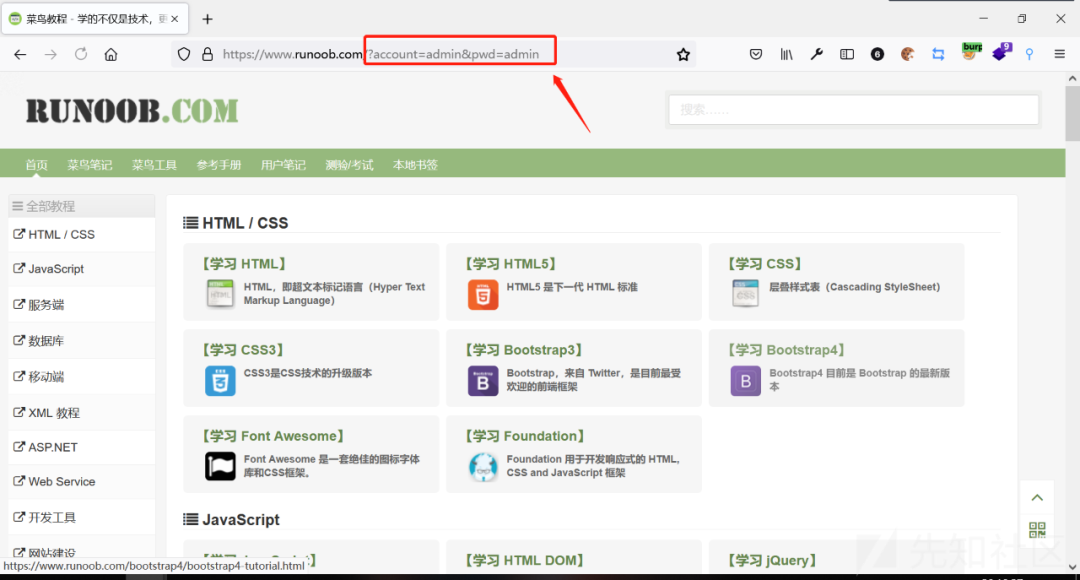 菜鸟教程 - 学的不仅是技术，更
https://www.runoob.com/?account=admin&pwd=admin
6
burp
9
RUNOOB.COM
搜索......
首页 菜鸟笔记 菜鸟工具 参考手册 用户笔记 测验/考试 本地书签
全部教程
HTML / CSS
JavaScript
服务端
数据库
移动端
XML 教程
ASP.NET
Web Service
开发工具
网站建设
HTML / CSS
【学习 HTML】
HTML
HTML，即超文本标记语言（Hyper Text
Markup Language）
【学习 HTML5】
HTML
5
HTML5 是下一代 HTML 标准
【学习 CSS】
CSS
层叠样式表（Cascading StyleSheet）
【学习 CSS3】
CSS3是CSS技术的升级版本
【学习 Bootstrap3】
Bootstrap
B
Bootstrap，来自 Twitter，是目前最受
欢迎的前端框架
【学习 Bootstrap4】
B
Bootstrap4 目前是 Bootstrap 的最新版
本
【学习 Font Awesome】
Font Awesome 是一套绝佳的图标字体
库和CSS框架。
【学习 Foundation】
Foundation 用于开发响应式的 HTML,
CSS and JavaScript 框架
JavaScript
【学习 JavaScript】
【学习 HTML DOM】
【学习 jQuery】
https://www.runoob.com/bootstrap4/bootstrap4-tutorial.html
先知社区